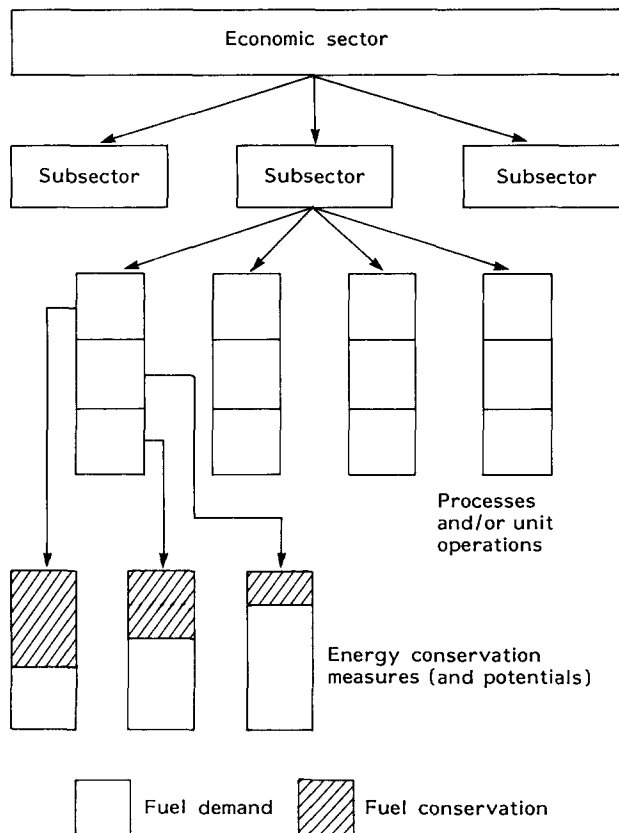 Economic sector
Subsector
Subsector
Subsector
Processes
and/or unit
operations
Energy conservation
measures (and potentials)
Fuel demand
Fuel conservation